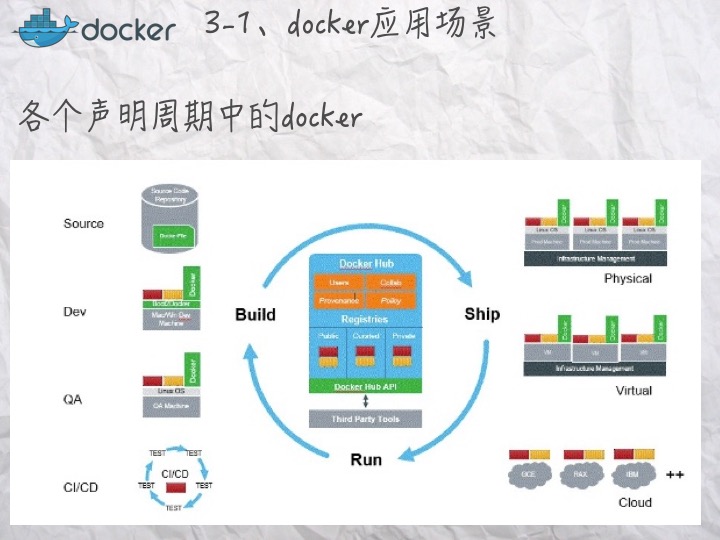 docker
3-1、docker应用场景
各个声明周期中的docker
Source
Source Code
Repository
Docker-File
Dev
Docker
Boot2Docker
Mac/Win Dev
Machine
QA
Docker
Linux OS
QA Machine
CI/CD
TEST
TEST
TEST
CI/CD
TEST
TEST
Build
Ship
Run
Docker Hub
Users
Collab
Provenance
Policy
Registries
Public
Curated
Private
Docker Hub API
Third Party Tools
Docker
Docker
Docker
Linux OS
Linux OS
Linux OS
Prod Machine
Prod Machine
Prod Machine
Infrastructure Management
Physical
Docker
Docker
Docker
VM
VM
VM
Infrastructure Management
Virtual
GCE
RAX
IBM
++
Cloud